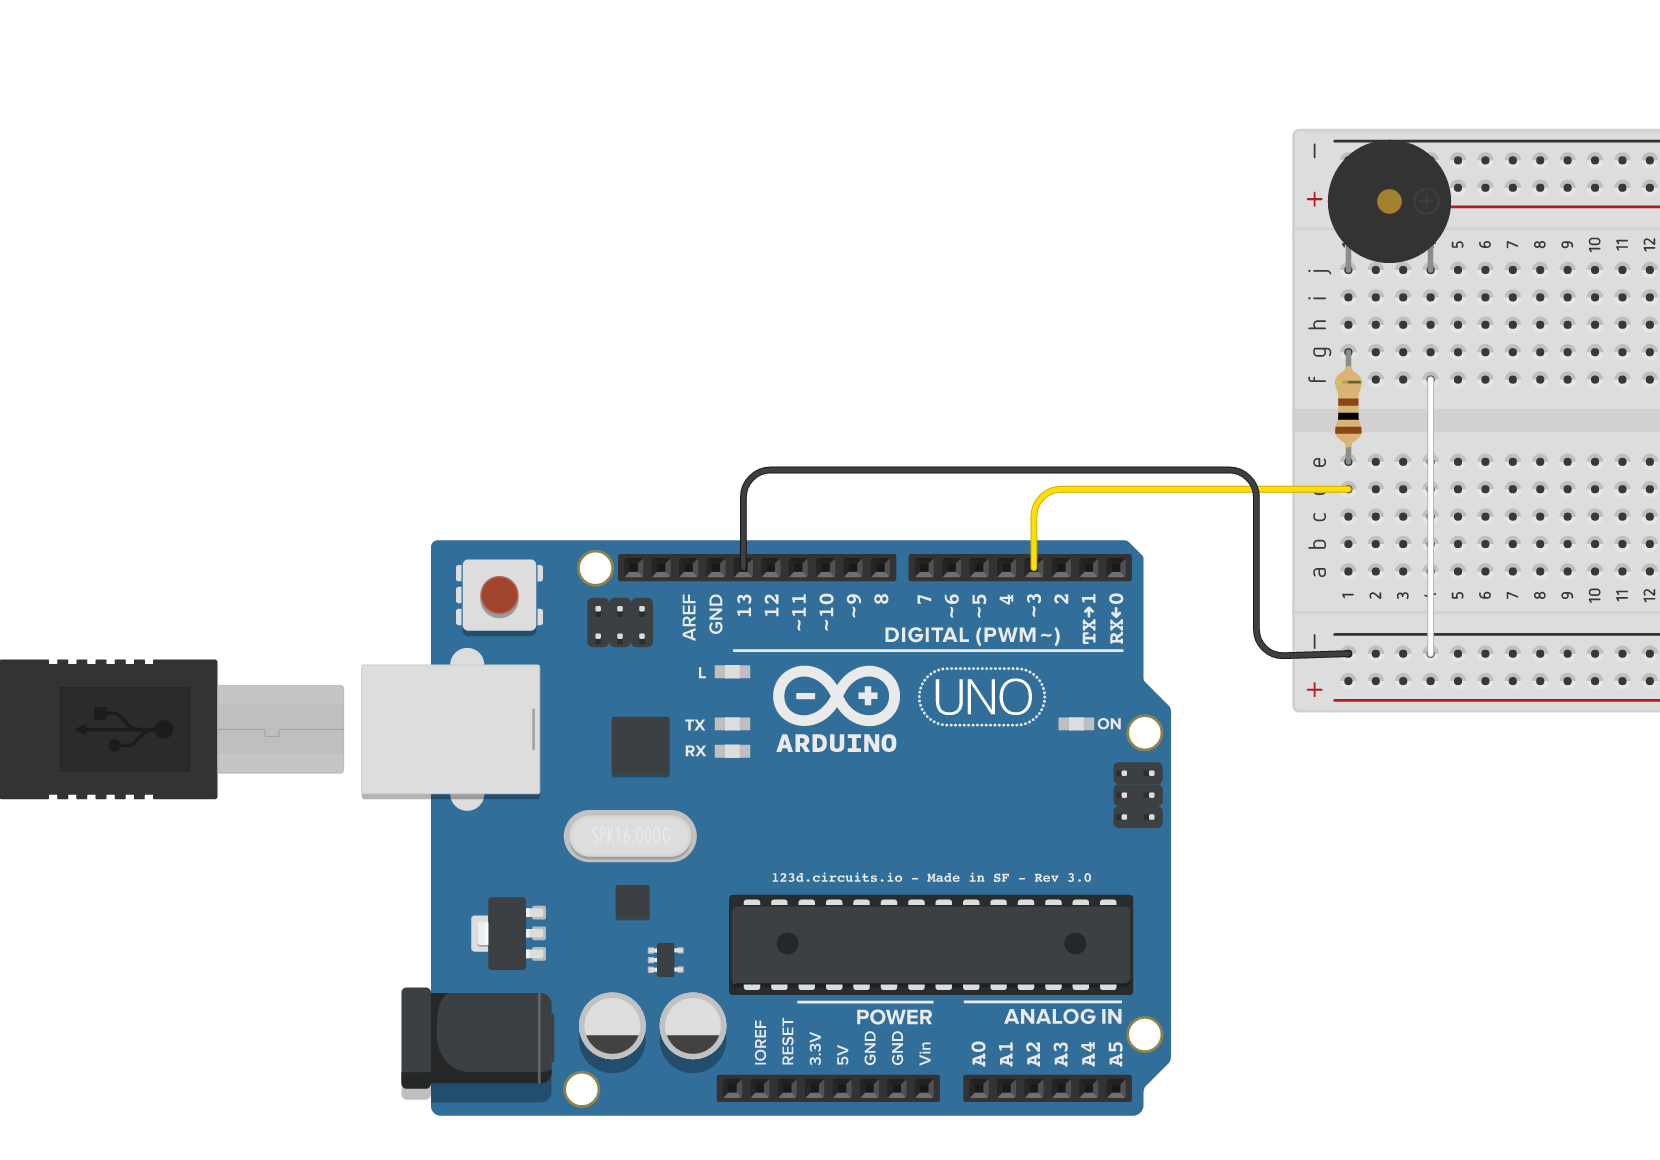 −
+
5 6 7 8 9 10 11 12
j
i
h
g
f
e
c
b
a
1 2 3 12
5 6 7 8 9 10 11
−
+
AREF GND 13 12 ~11 ~10 ~9 8 7 ~6 ~5 4 ~3 2 TX→1 RX←0
DIGITAL (PWM~)
L
TX
RX
ON
− +
UNO
ARDUINO
SPK16.000G
123d.circuits.io - Made in SF - Rev 3.0
POWER
ANALOG IN
IOREF RESET 3.3V 5V GND GND Vin A0 A1 A2 A3 A4 A5